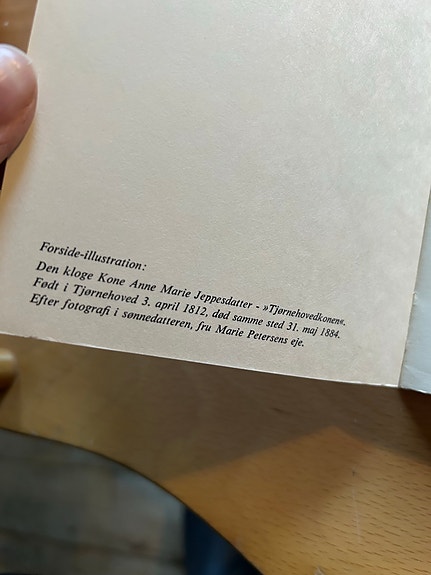 Forside-illustration:
Den kloge Kone Anne Marie Jeppesdatter - »Tjørnehovedkonen«.
Født i Tjørnehoved 3. april 1812, død samme sted 31. maj 1884.
Efter fotografi i sønnedatteren, fru Marie Petersens eje.